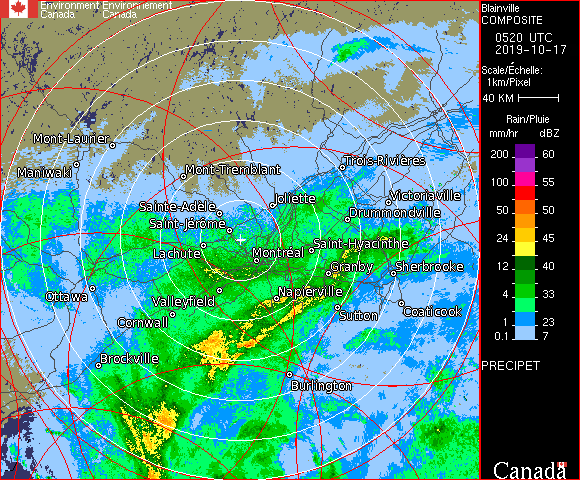 Environment Environnement
Canada Canada
Blainville
COMPOSITE
0520 UTC
2019-10-17
Scale/Échelle:
1km/Pixel
40 KM
Rain/Pluie
mm/hr dBZ
200 60
100 55
50 50
24 45
12 40
4 33
1 23
0.1 7
PRECIPET
Canada
Mont-Laurier
Maniwaki
Mont-Tremblant
Trois-Rivières
Sainte-Adèle
Joliette
Victoriaville
Drummondville
Saint-Jérôme
Lachute
Montréal
Saint-Hyacinthe
Granby
Sherbrooke
Ottawa
Valleyfield
Napierville
Cornwall
Sutton
Coaticook
Brockville
Burlington